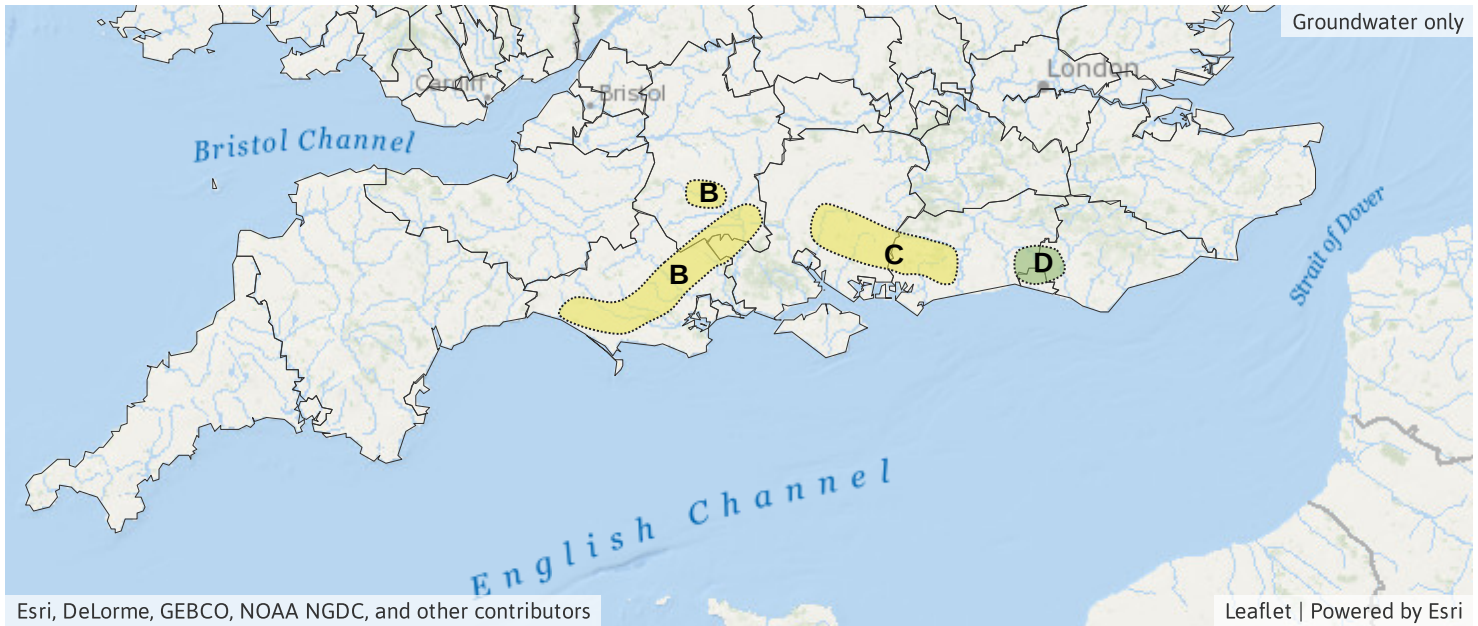 Groundwater only
London
Cardiff
Bristol
Bristol Channel
B
B
C
D
Strait of Dover
English Channel
Esri, DeLorme, GEBCO, NOAA NGDC, and other contributors
Leaflet | Powered by Esri